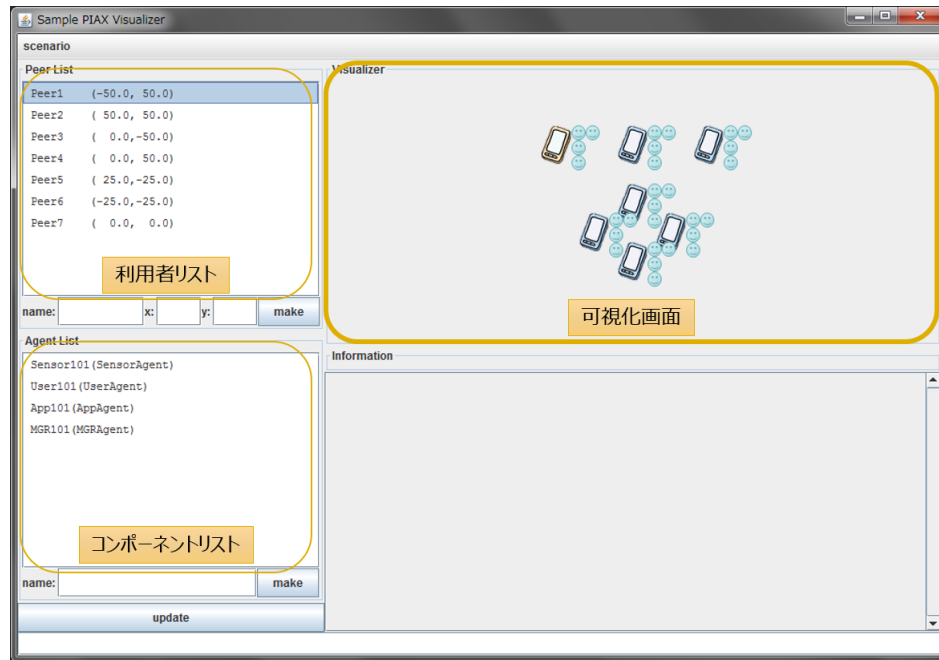 Sample PIAX Visualizer
scenario
Peer List
Peer1 (-50.0, 50.0)
Peer2 ( 50.0, 50.0)
Peer3 ( 0.0,-50.0)
Peer4 ( 0.0, 50.0)
Peer5 ( 25.0,-25.0)
Peer6 (-25.0,-25.0)
Peer7 ( 0.0, 0.0)
利用者リスト
name: x: y: make
Agent List
Sensor101(SensorAgent)
User101(UserAgent)
App101(AppAgent)
MGR101(MGRAgent)
コンポーネントリスト
name: make
update
Visualizer
可視化画面
Information